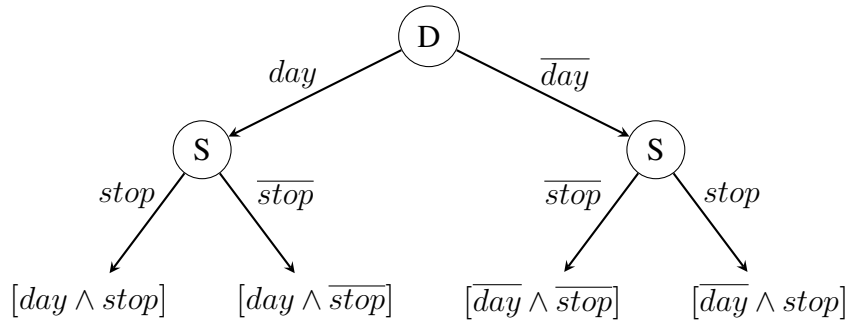 D
day
$\overline{day}$
S
S
stop
$\overline{stop}$
$\overline{stop}$
stop
[day ∧ stop]
[day ∧ $\overline{stop}$]
[$\overline{day}$ ∧ $\overline{stop}$]
[$\overline{day}$ ∧ stop]